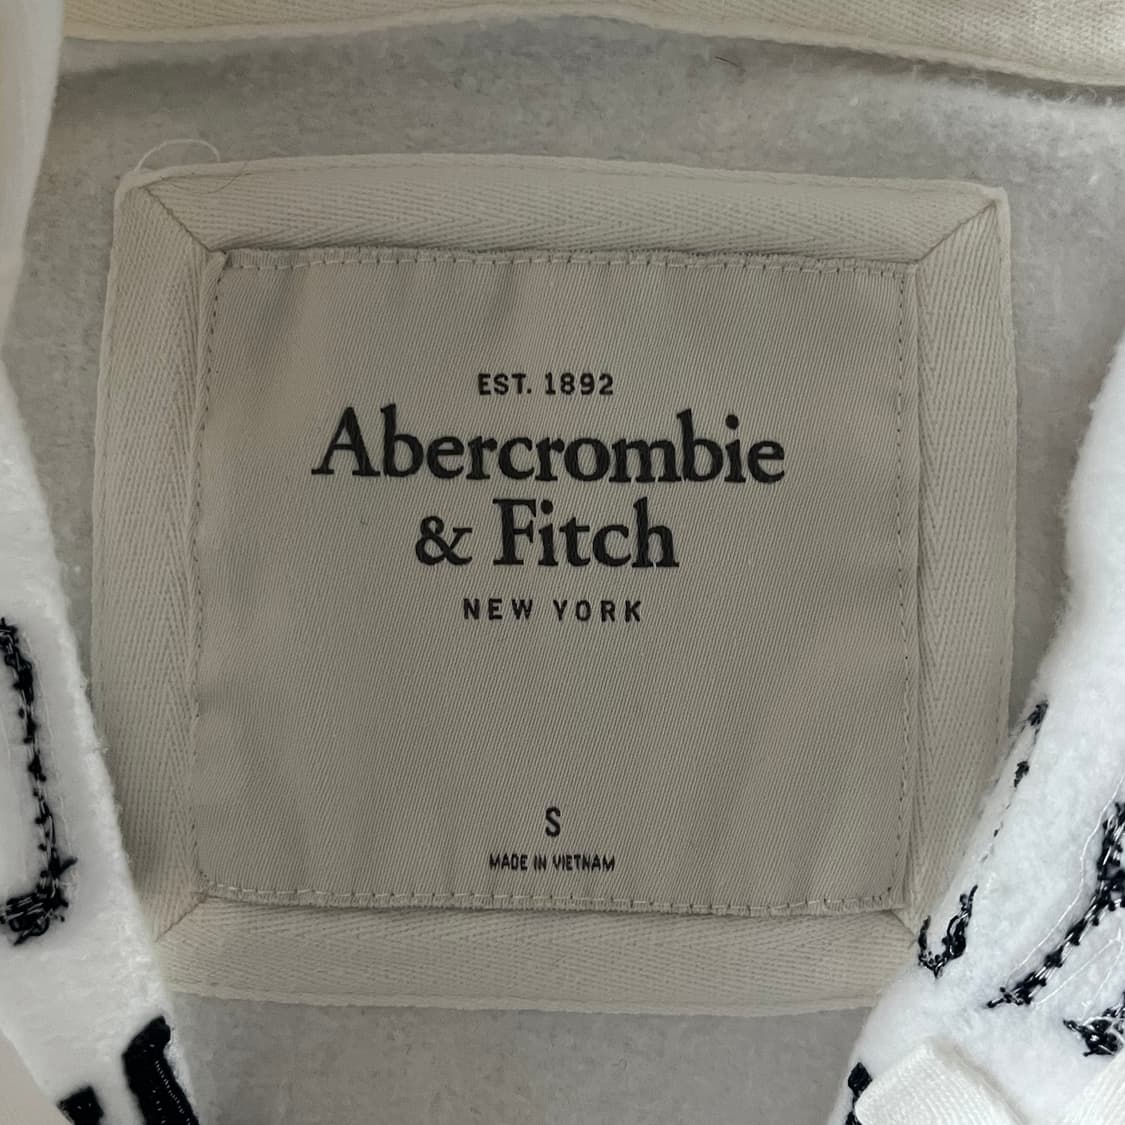 EST. 1892
Abercrombie
& Fitch
NEW YORK
S
MADE IN VIETNAM